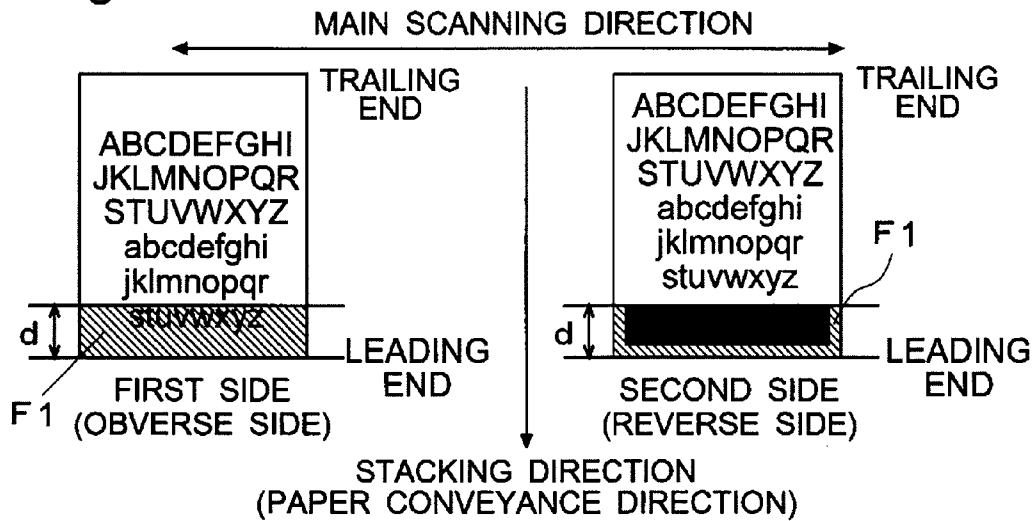 MAIN SCANNING DIRECTION
TRAILING
END
ABCDEFGHI
JKLMNOPQR
STUVWXYZ
abcdefghi
jklmnopqr
stuvwxyz
d
F1
LEADING
END
FIRST SIDE
(OBVERSE SIDE)
TRAILING
END
ABCDEFGHI
JKLMNOPQR
STUVWXYZ
abcdefghi
jklmnopqr
stuvwxyz
F1
d
LEADING
END
SECOND SIDE
(REVERSE SIDE)
STACKING DIRECTION
(PAPER CONVEYANCE DIRECTION)